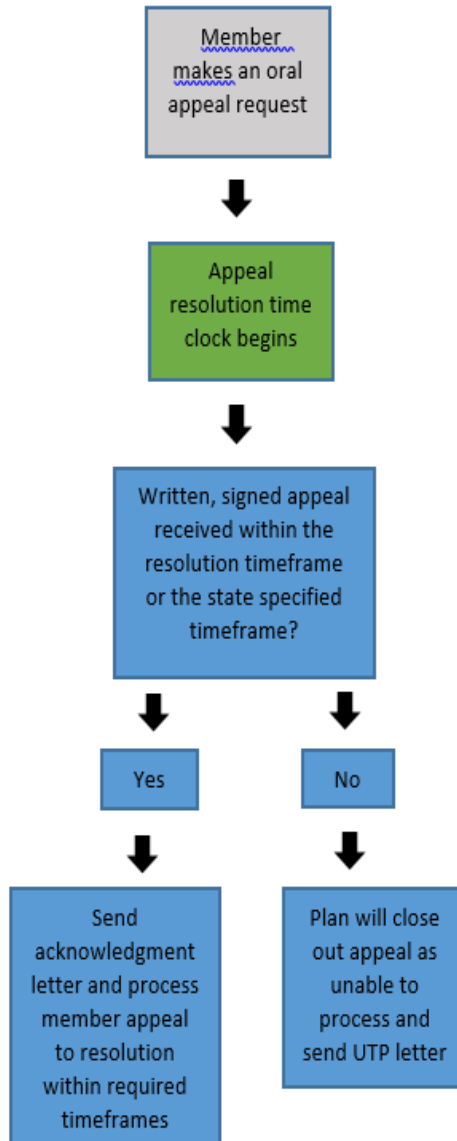 Member
makes an oral
appeal request
Appeal
resolution time
clock begins
Written, signed appeal
received within the
resolution timeframe
or the state specified
timeframe?
Yes
No
Send
acknowledgment
letter and process
member appeal
to resolution
within required
timeframes
Plan will close
out appeal as
unable to
process and
send UTP letter